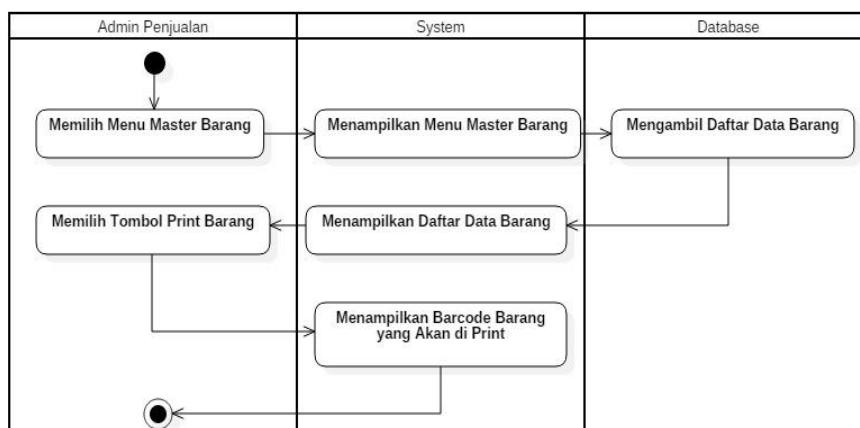 Admin Penjualan
System
Database
Memilih Menu Master Barang
Menampilkan Menu Master Barang
Mengambil Daftar Data Barang
Memilih Tombol Print Barang
Menampilkan Daftar Data Barang
Menampilkan Barcode Barang
yang Akan di Print